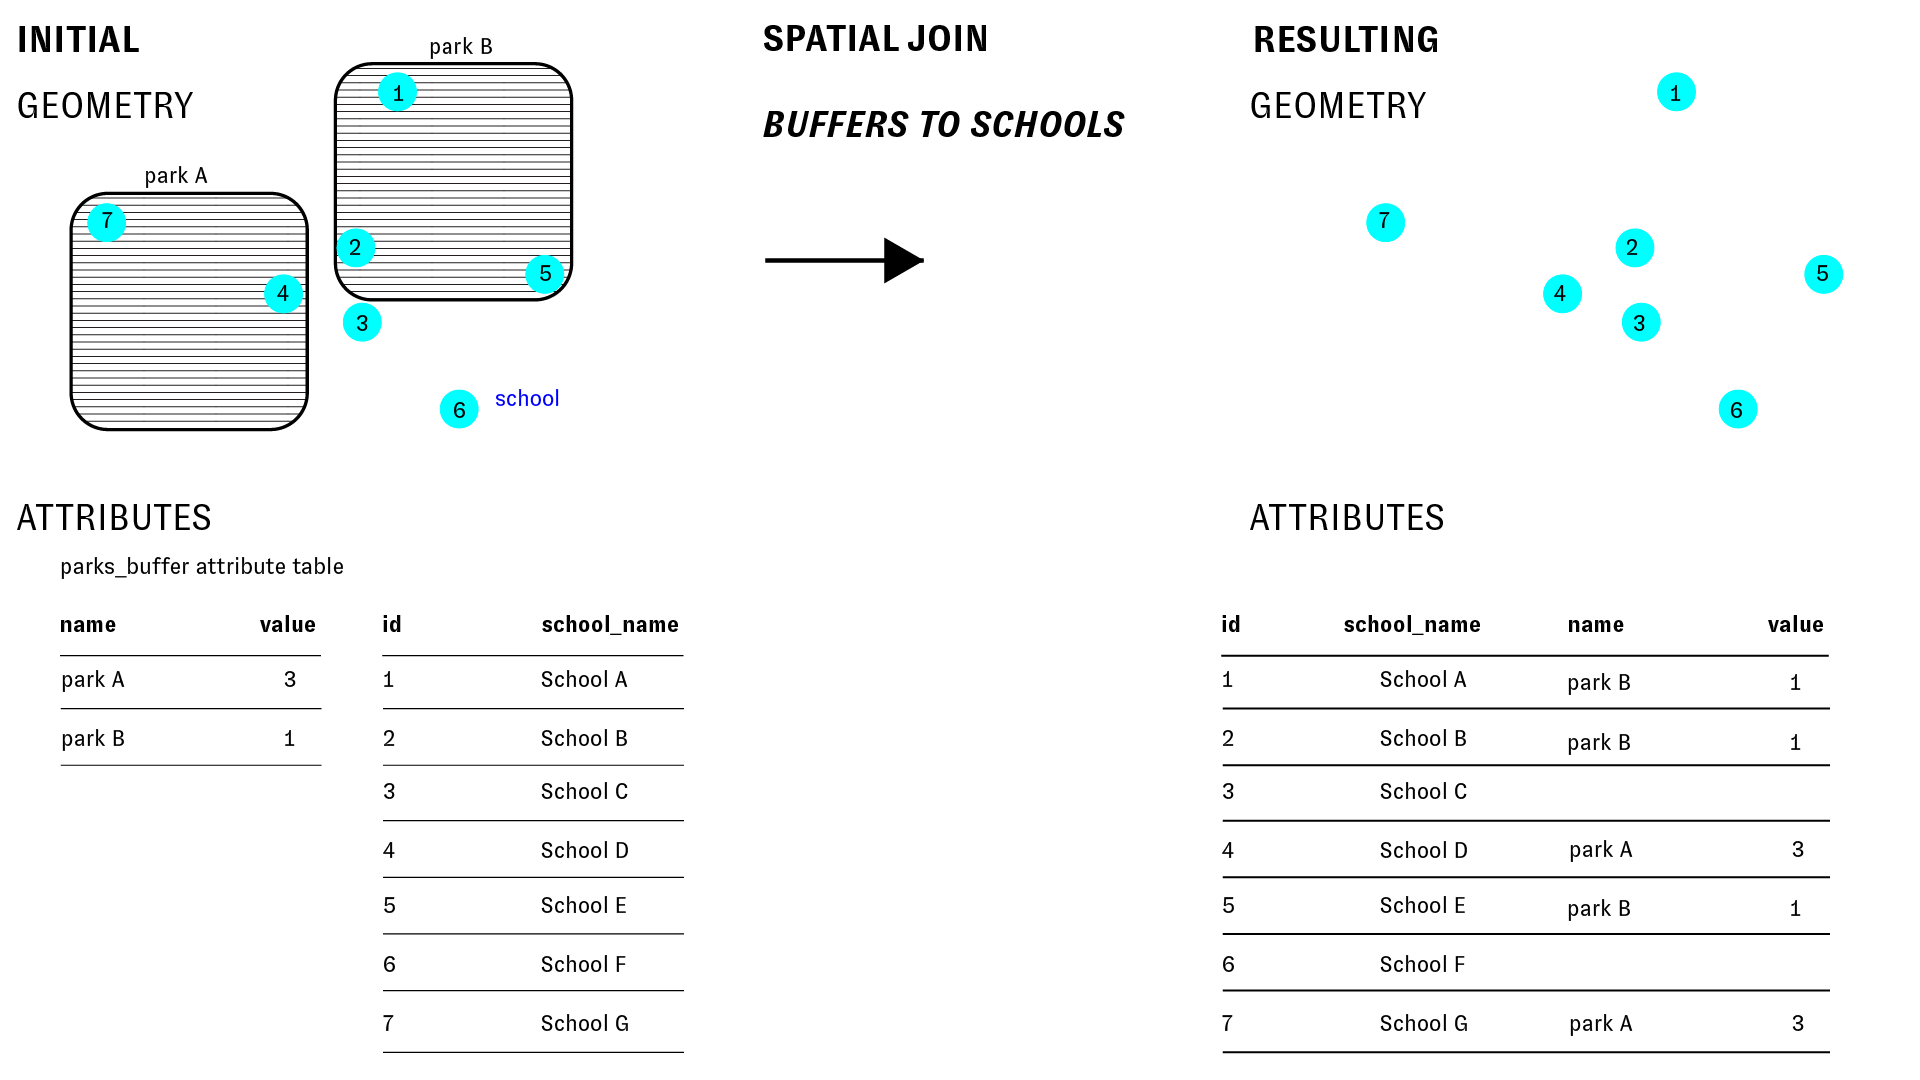 INITIAL
GEOMETRY
park B
1
park A
7
2
5
4
3
6
school
SPATIAL JOIN
BUFFERS TO SCHOOLS
RESULTING
GEOMETRY
1
7
2
5
4
3
6
ATTRIBUTES
parks_buffer attribute table
name value
park A 3
park B 1
id school_name
1 School A
2 School B
3 School C
4 School D
5 School E
6 School F
7 School G
ATTRIBUTES
id school_name name value
1 School A park B 1
2 School B park B 1
3 School C
4 School D park A 3
5 School E park B 1
6 School F
7 School G park A 3